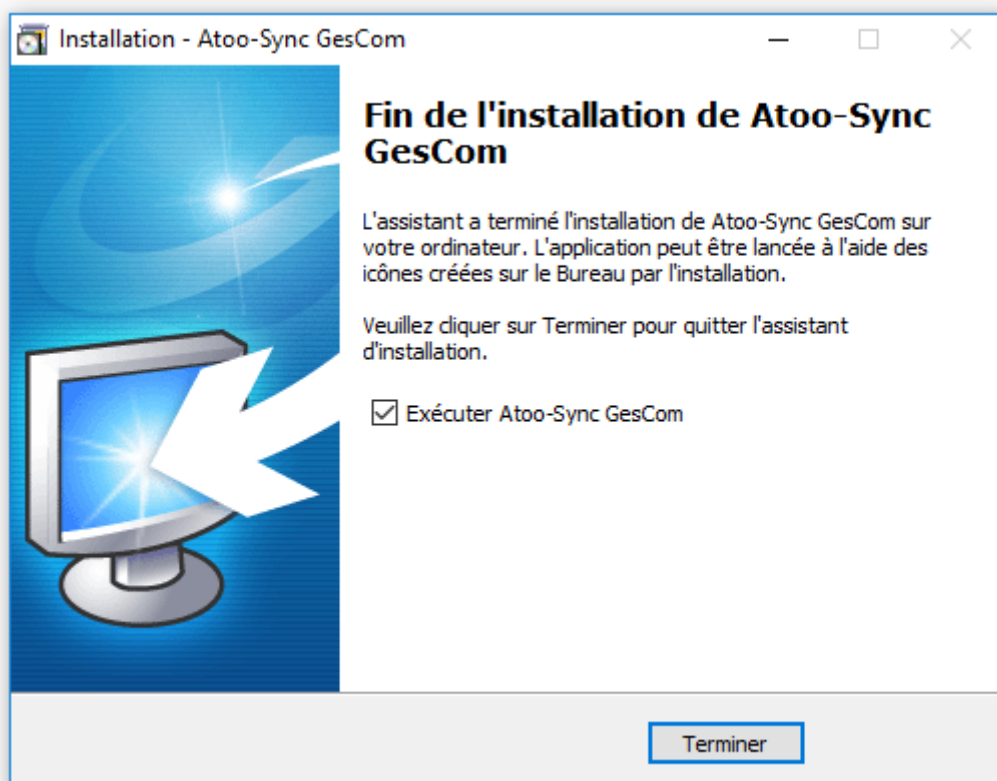 Installation - Atoo-Sync GesCom
Fin de l'installation de Atoo-Sync
GesCom
L'assistant a terminé l'installation de Atoo-Sync GesCom sur
votre ordinateur. L'application peut être lancée à l'aide des
icônes créées sur le Bureau par l'installation.
Veuillez cliquer sur Terminer pour quitter l'assistant
d'installation.
Exécuter Atoo-Sync GesCom
Terminer